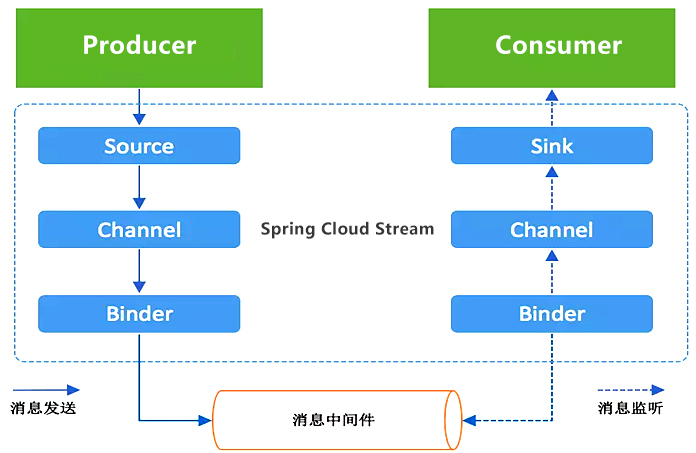 Producer
Consumer
Source
Sink
Channel
Spring Cloud Stream
Channel
Binder
Binder
消息发送
消息中间件
消息监听